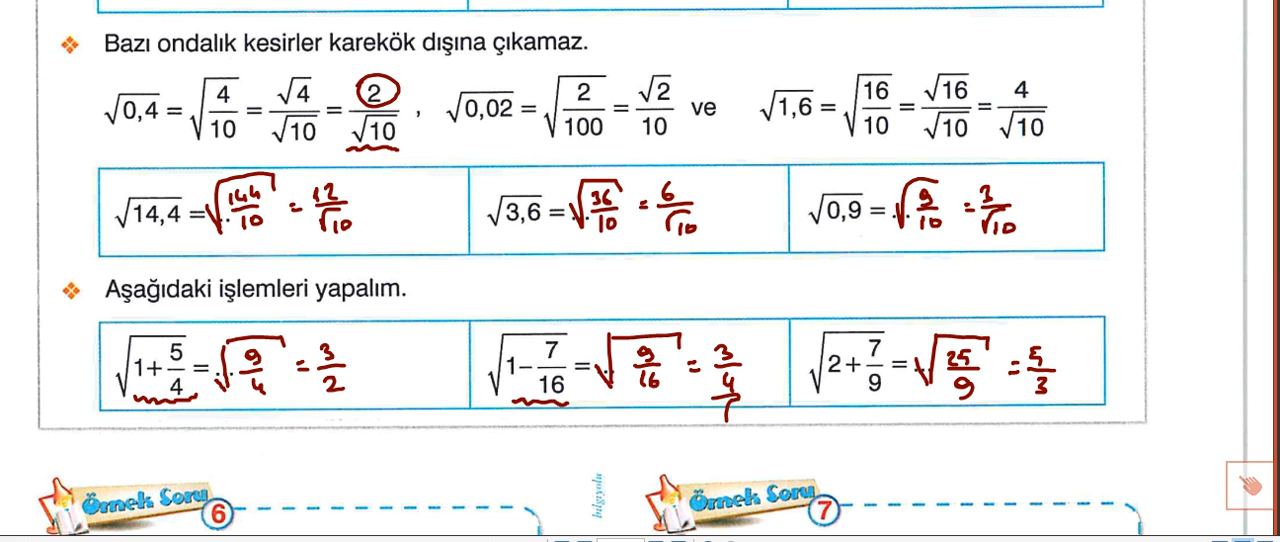 Bazı ondalık kesirler karekök dışına çıkamaz.
√0,4 = √(4/10) = √4/√10 = 2/√10 , √0,02 = √(2/100) = √2/10 ve √1,6 = √(16/10) = √16/√10 = 4/√10
√14,4 = √(144/10) = 12/√10
√3,6 = √(36/10) = 6/√10
√0,9 = √(9/10) = 3/√10
Aşağıdaki işlemleri yapalım.
√(1+5/4) = √(9/4) = 3/2
√(1−7/16) = √(9/16) = 3/4
√(2+7/9) = √(25/9) = 5/3
Örnek Soru 6
bilgiyolu
Örnek Soru 7